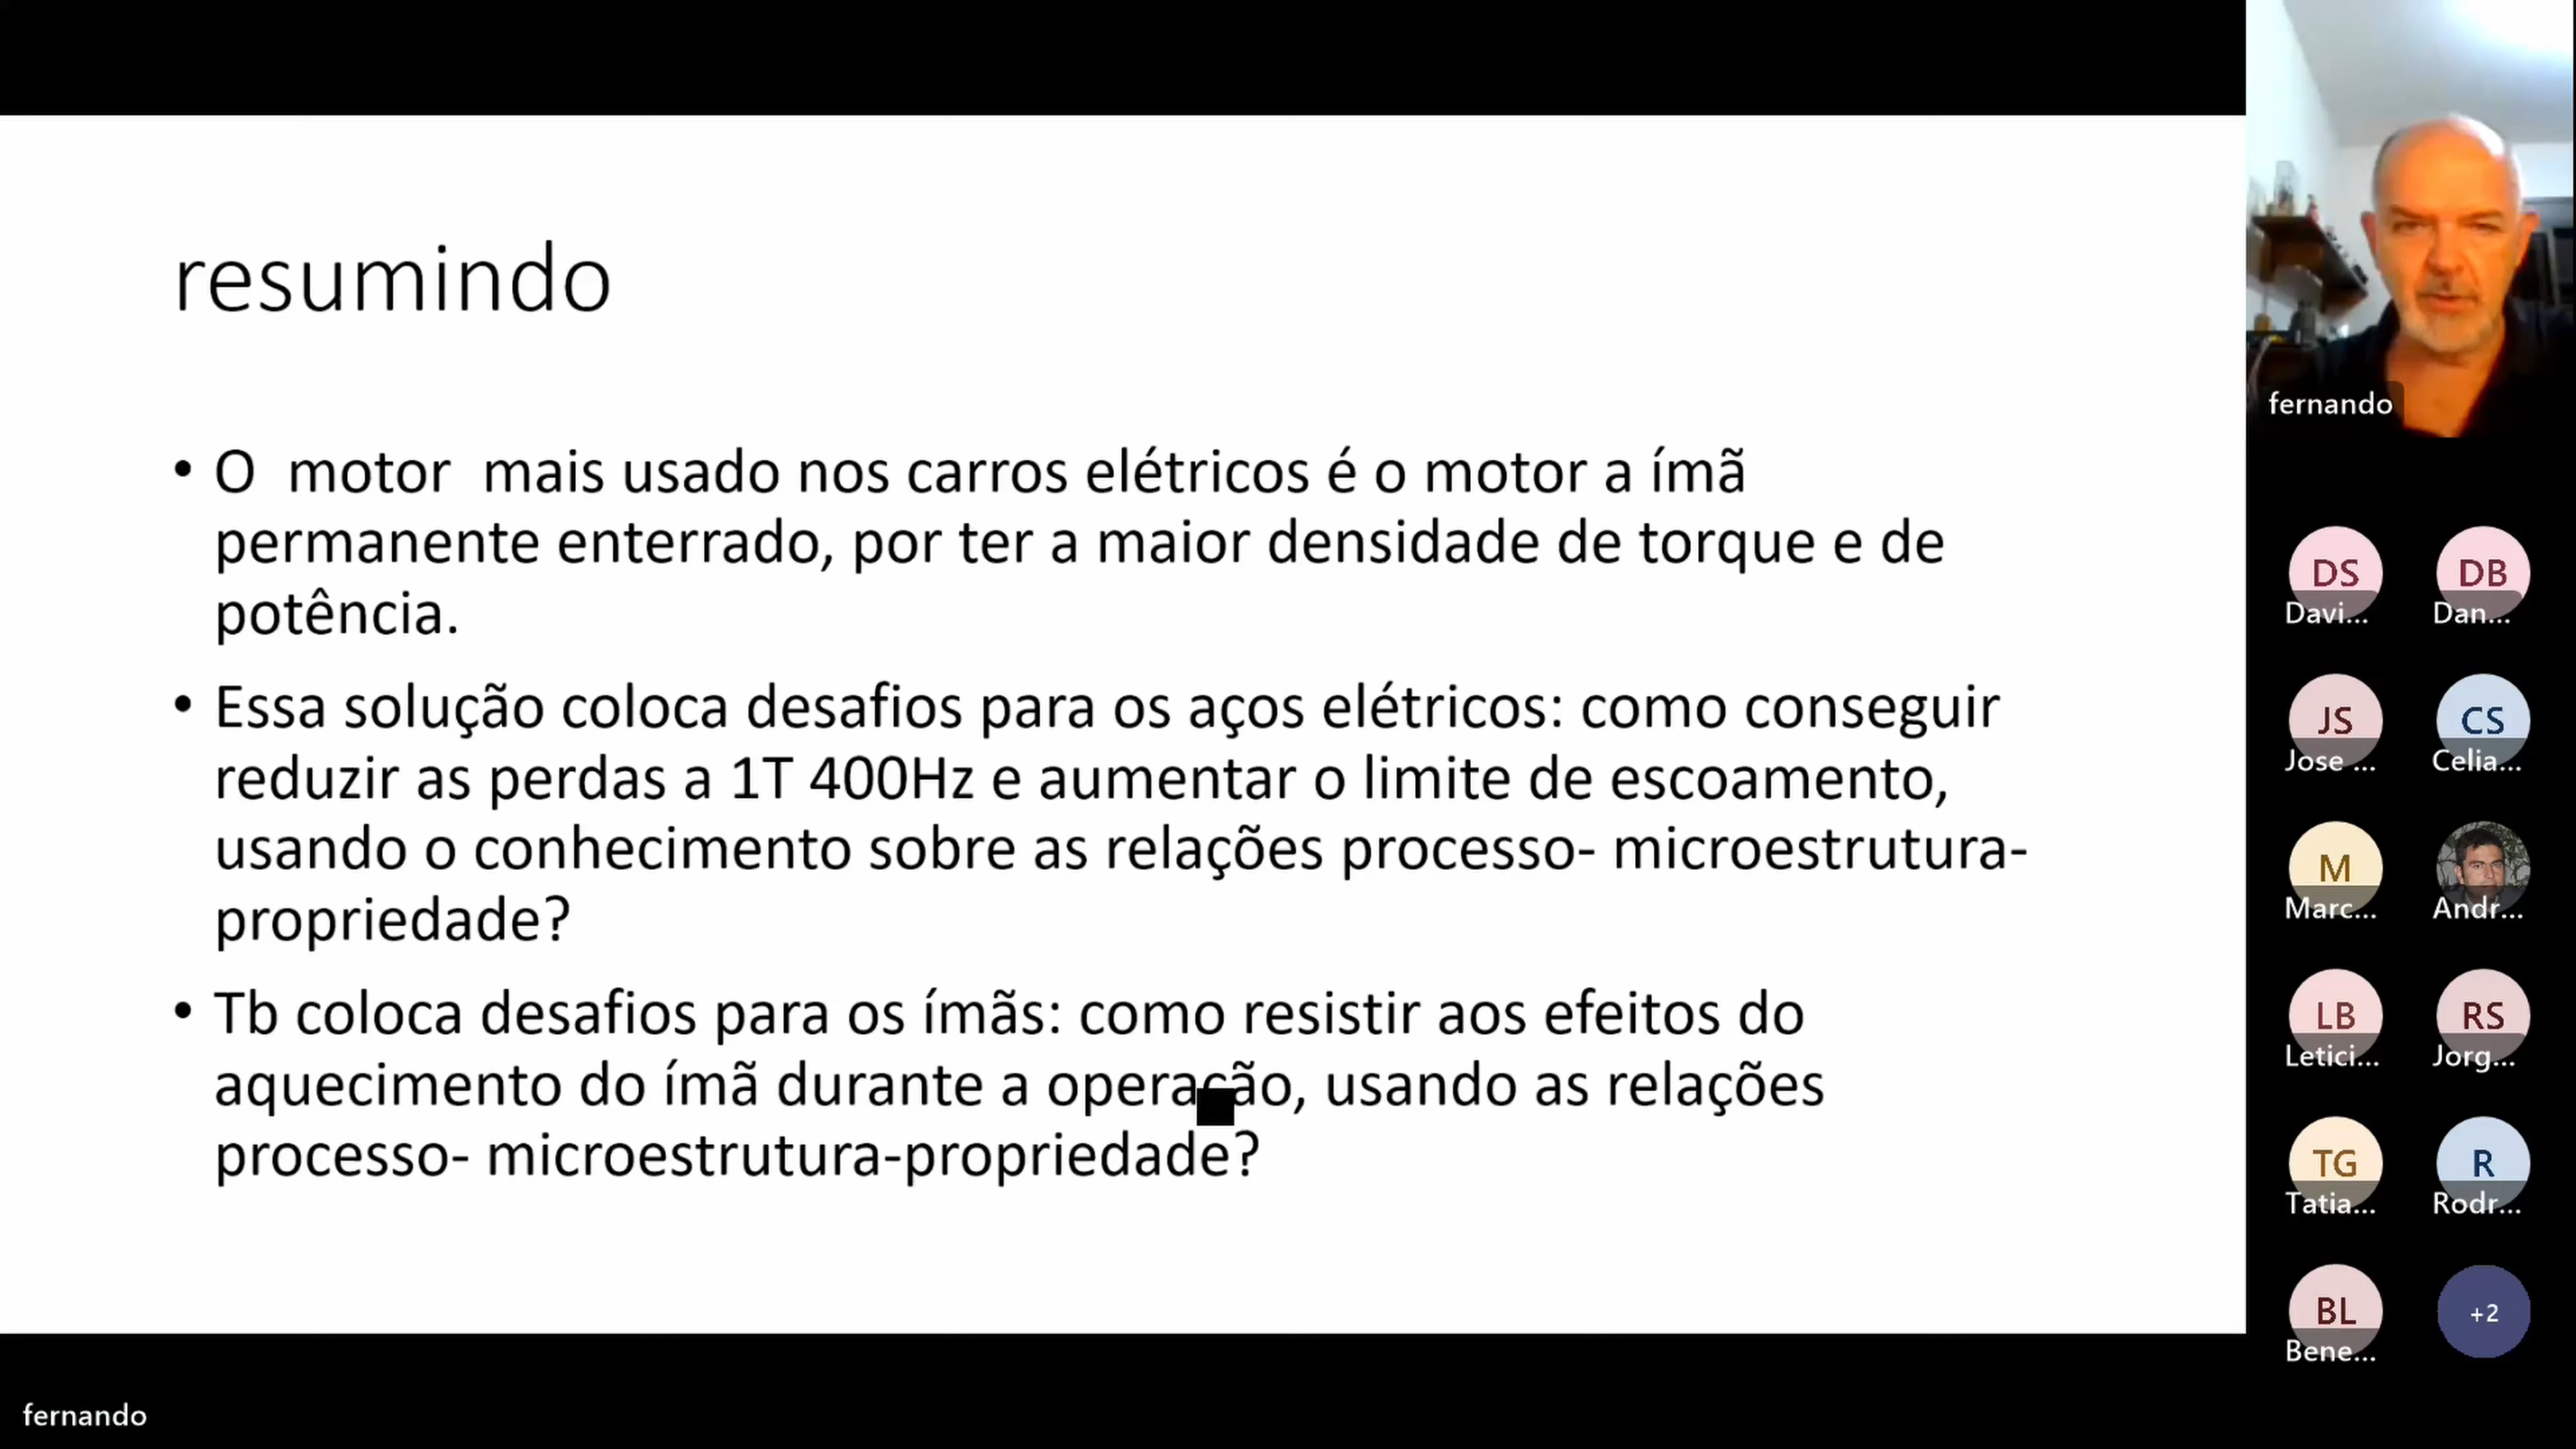 resumindo
• O motor mais usado nos carros elétricos é o motor a ímã
permanente enterrado, por ter a maior densidade de torque e de
potência.
• Essa solução coloca desafios para os aços elétricos: como conseguir
reduzir as perdas a 1T 400Hz e aumentar o limite de escoamento,
usando o conhecimento sobre as relações processo- microestrutura-
propriedade?
• Tb coloca desafios para os ímãs: como resistir aos efeitos do
aquecimento do ímã durante a operação, usando as relações
processo- microestrutura-propriedade?
fernando
DS DB
Davi... Dan...
JS CS
Jose ... Celia...
M
Marc... Andr...
LB RS
Letici... Jorg...
TG R
Tatia... Rodr...
BL +2
Bene...
fernando